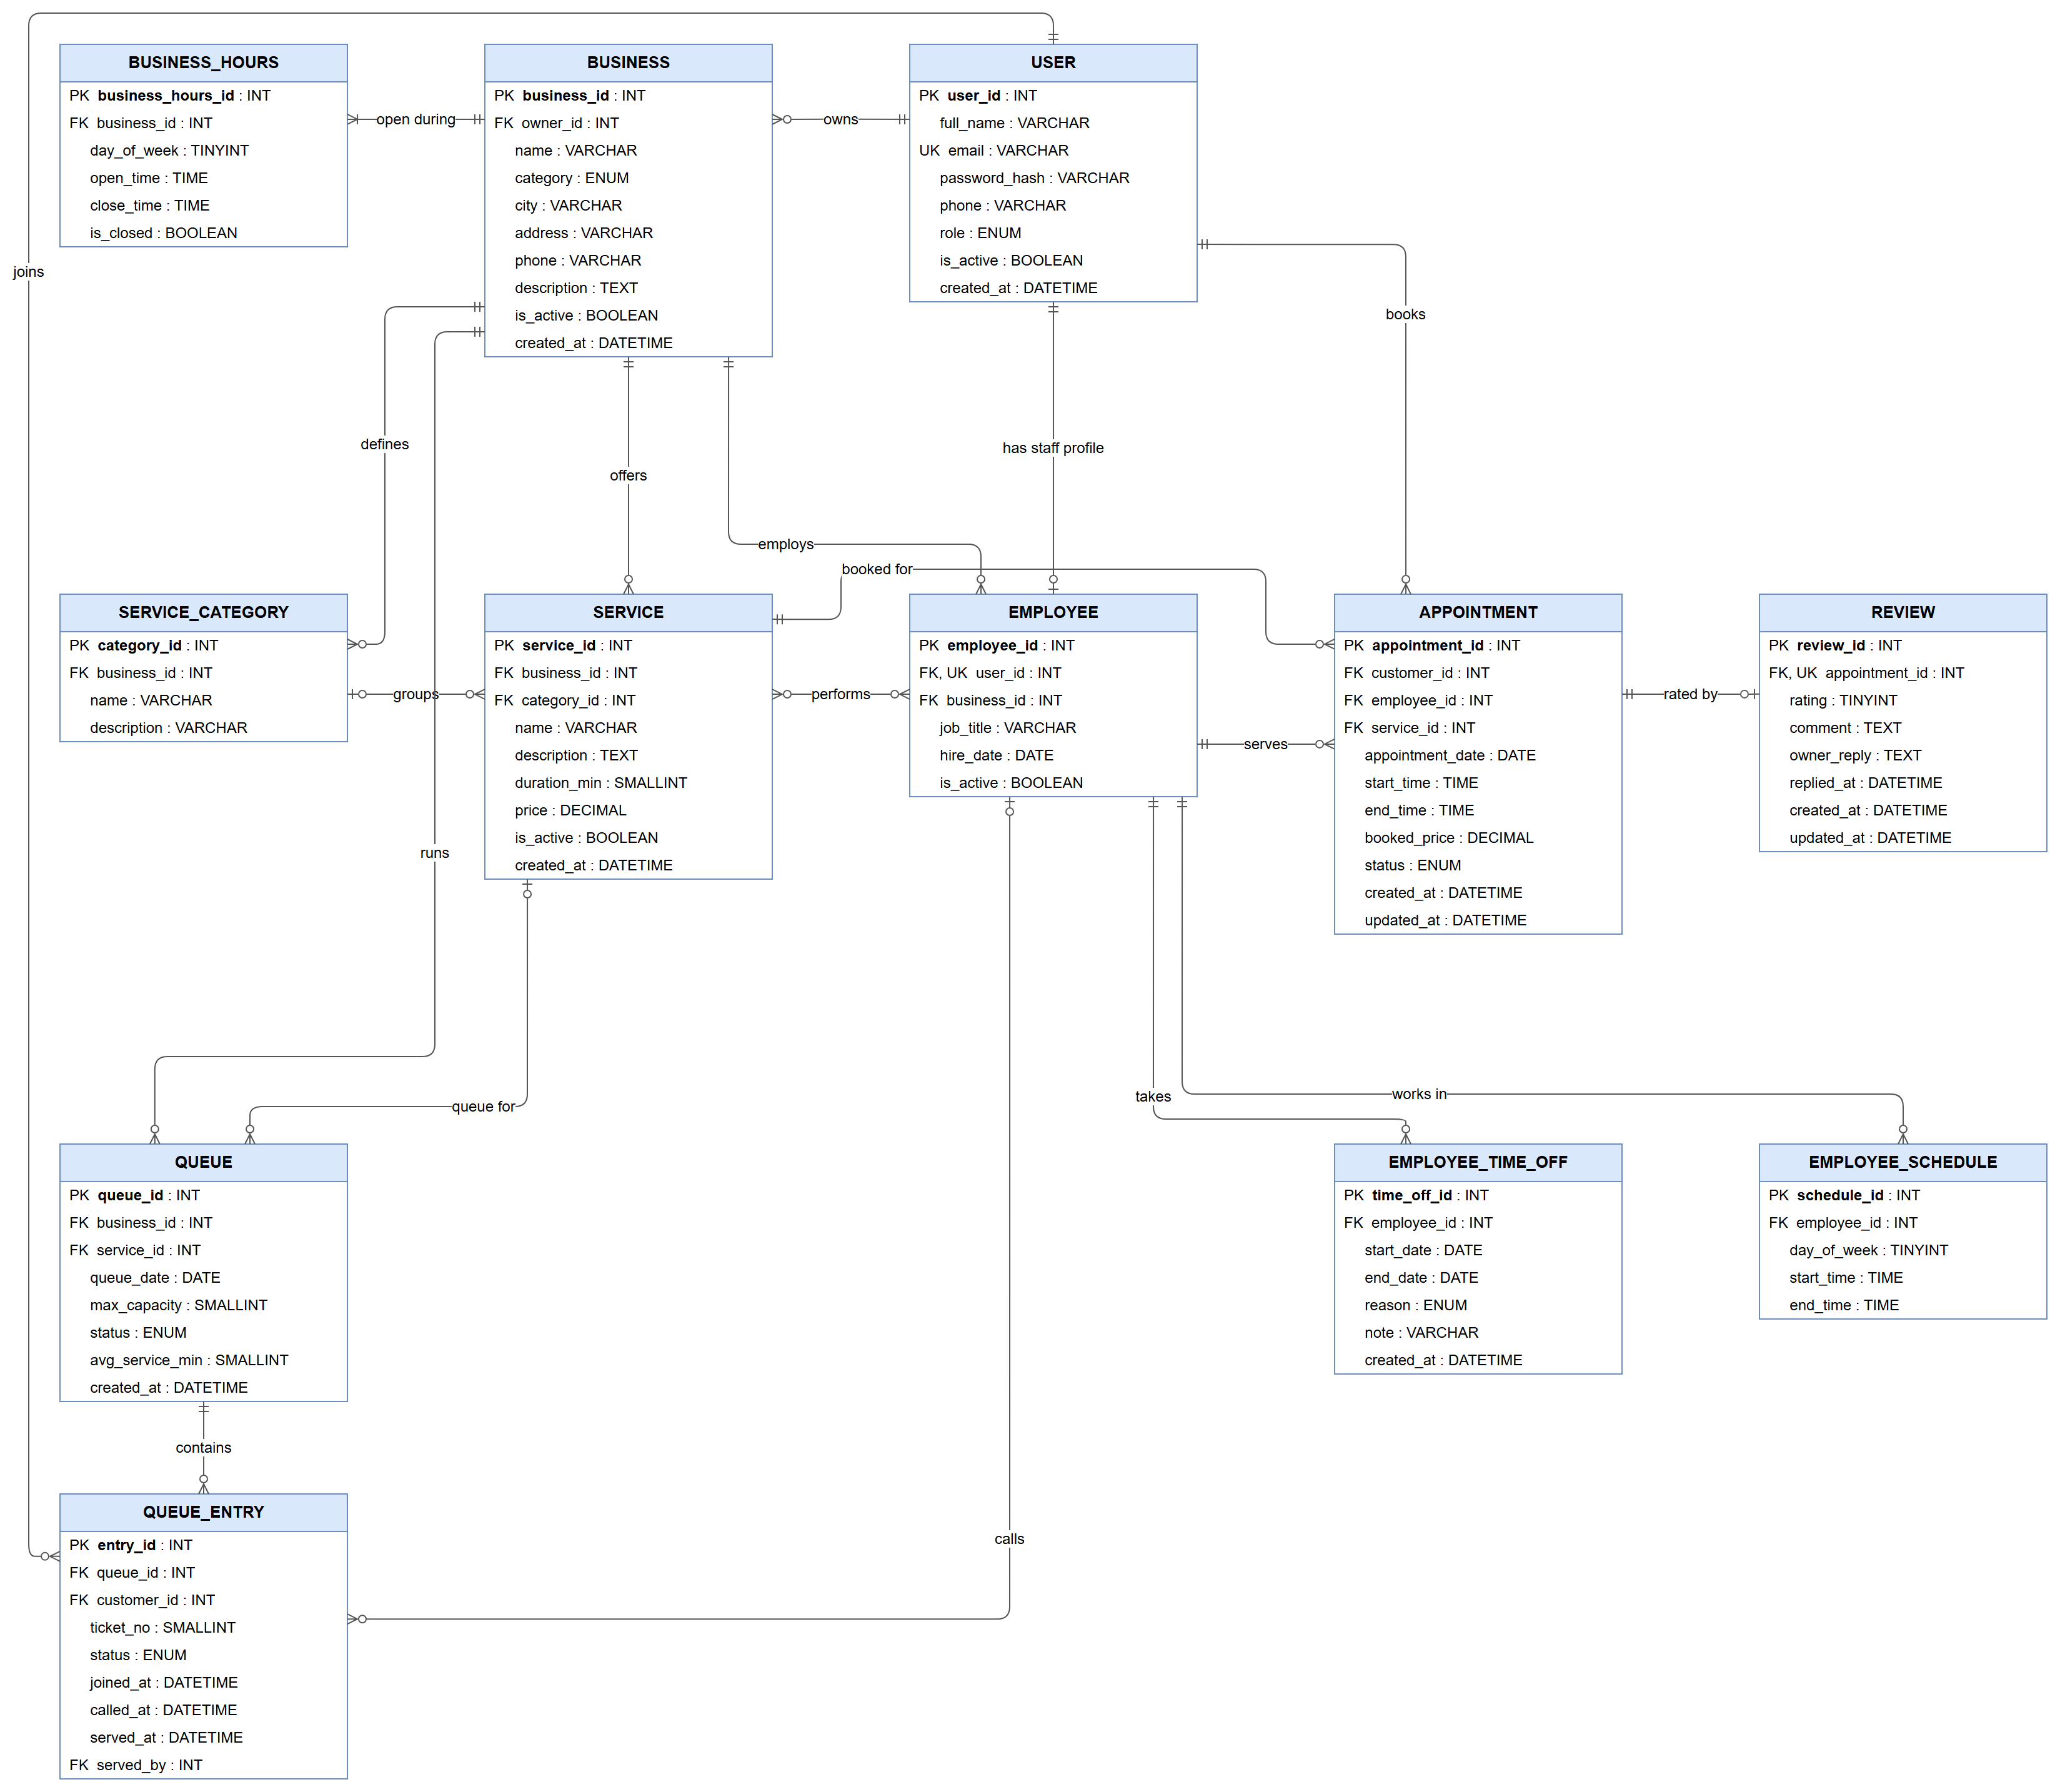 BUSINESS_HOURS
PK business_hours_id : INT
FK business_id : INT
day_of_week : TINYINT
open_time : TIME
close_time : TIME
is_closed : BOOLEAN
open during
BUSINESS
PK business_id : INT
FK owner_id : INT
name : VARCHAR
category : ENUM
city : VARCHAR
address : VARCHAR
phone : VARCHAR
description : TEXT
is_active : BOOLEAN
created_at : DATETIME
owns
USER
PK user_id : INT
full_name : VARCHAR
UK email : VARCHAR
password_hash : VARCHAR
phone : VARCHAR
role : ENUM
is_active : BOOLEAN
created_at : DATETIME
joins
books
defines
offers
has staff profile
employs
booked for
SERVICE_CATEGORY
PK category_id : INT
FK business_id : INT
name : VARCHAR
description : VARCHAR
groups
SERVICE
PK service_id : INT
FK business_id : INT
FK category_id : INT
name : VARCHAR
description : TEXT
duration_min : SMALLINT
price : DECIMAL
is_active : BOOLEAN
created_at : DATETIME
performs
EMPLOYEE
PK employee_id : INT
FK, UK user_id : INT
FK business_id : INT
job_title : VARCHAR
hire_date : DATE
is_active : BOOLEAN
serves
APPOINTMENT
PK appointment_id : INT
FK customer_id : INT
FK employee_id : INT
FK service_id : INT
appointment_date : DATE
start_time : TIME
end_time : TIME
booked_price : DECIMAL
status : ENUM
created_at : DATETIME
updated_at : DATETIME
rated by
REVIEW
PK review_id : INT
FK, UK appointment_id : INT
rating : TINYINT
comment : TEXT
owner_reply : TEXT
replied_at : DATETIME
created_at : DATETIME
updated_at : DATETIME
runs
queue for
takes
works in
QUEUE
PK queue_id : INT
FK business_id : INT
FK service_id : INT
queue_date : DATE
max_capacity : SMALLINT
status : ENUM
avg_service_min : SMALLINT
created_at : DATETIME
EMPLOYEE_TIME_OFF
PK time_off_id : INT
FK employee_id : INT
start_date : DATE
end_date : DATE
reason : ENUM
note : VARCHAR
created_at : DATETIME
EMPLOYEE_SCHEDULE
PK schedule_id : INT
FK employee_id : INT
day_of_week : TINYINT
start_time : TIME
end_time : TIME
contains
QUEUE_ENTRY
PK entry_id : INT
FK queue_id : INT
FK customer_id : INT
ticket_no : SMALLINT
status : ENUM
joined_at : DATETIME
called_at : DATETIME
served_at : DATETIME
FK served_by : INT
calls